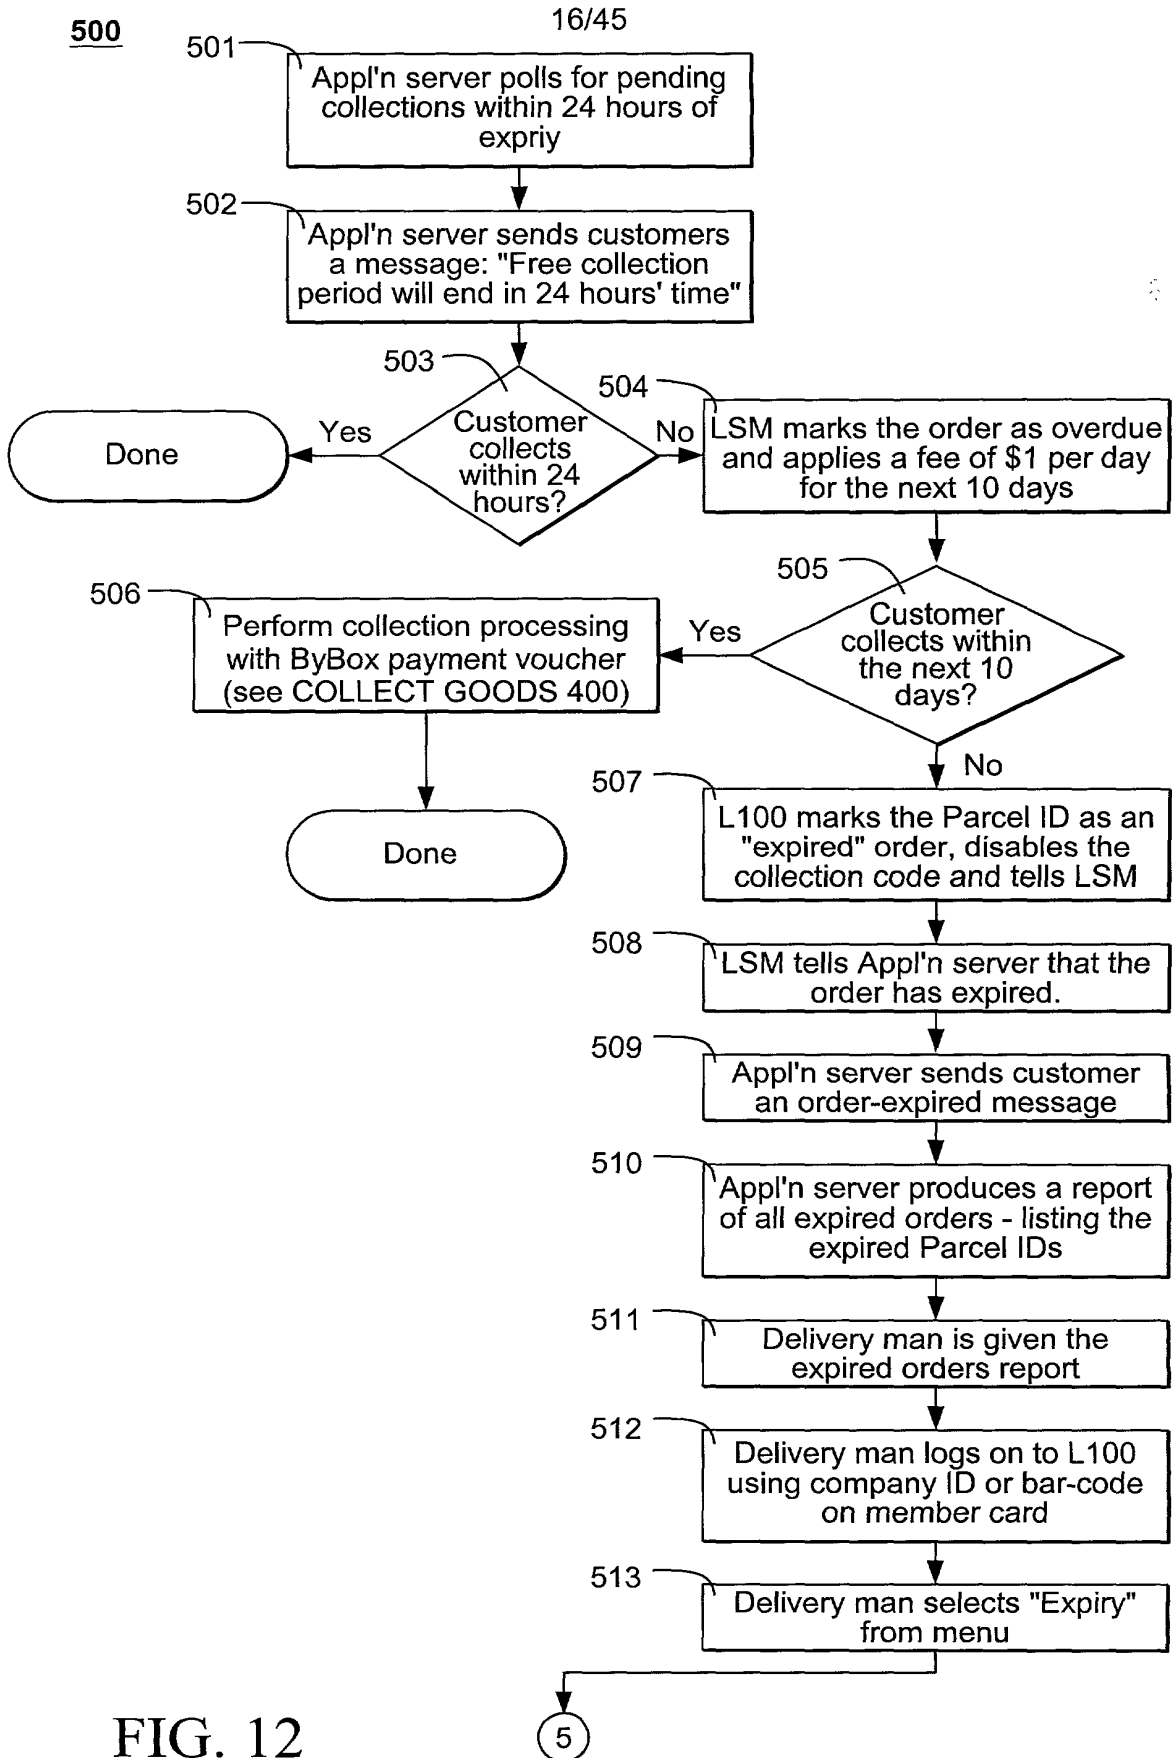 500
16/45
501
Appl'n server polls for pending
collections within 24 hours of
expriy
502
Appl'n server sends customers
a message: "Free collection
period will end in 24 hours' time"
503
Customer
collects
within 24
hours?
Yes
Done
No
504
LSM marks the order as overdue
and applies a fee of $1 per day
for the next 10 days
505
Customer
collects within
the next 10
days?
Yes
506
Perform collection processing
with ByBox payment voucher
(see COLLECT GOODS 400)
Done
No
507
L100 marks the Parcel ID as an
"expired" order, disables the
collection code and tells LSM
508
LSM tells Appl'n server that the
order has expired.
509
Appl'n server sends customer
an order-expired message
510
Appl'n server produces a report
of all expired orders - listing the
expired Parcel IDs
511
Delivery man is given the
expired orders report
512
Delivery man logs on to L100
using company ID or bar-code
on member card
513
Delivery man selects "Expiry"
from menu
5
FIG. 12